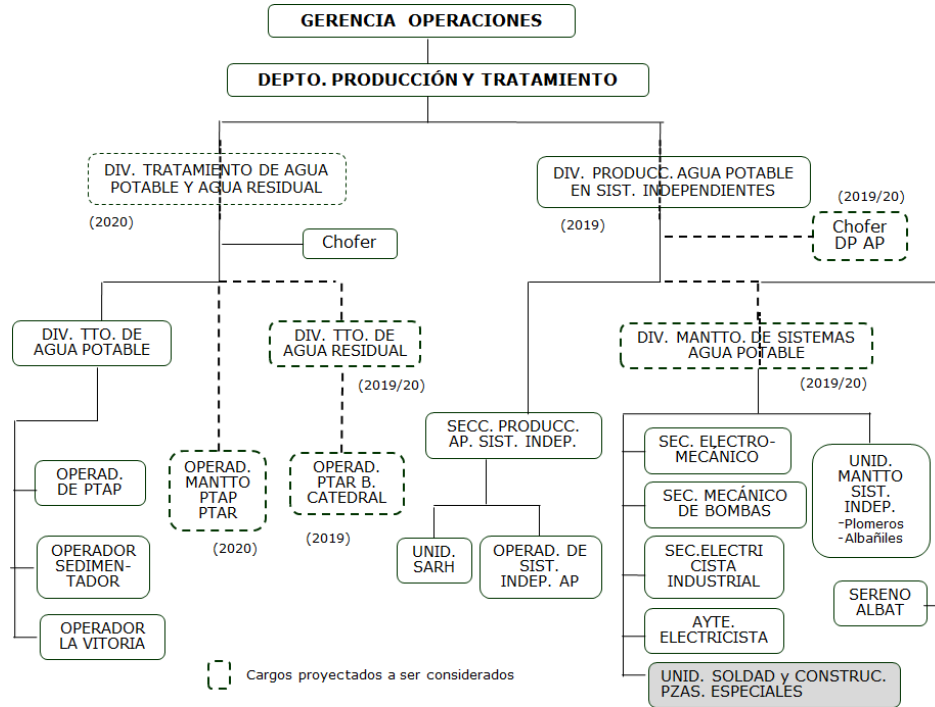 GERENCIA OPERACIONES
DEPTO. PRODUCCIÓN Y TRATAMIENTO
DIV. TRATAMIENTO DE AGUA
POTABLE Y AGUA RESIDUAL
(2020)
DIV. PRODUCC. AGUA POTABLE
EN SIST. INDEPENDIENTES
(2019)
(2019/20)
Chofer
DP AP
Chofer
DIV. TTO. DE
AGUA POTABLE
DIV. TTO. DE
AGUA RESIDUAL
(2019/20)
DIV. MANTTO. DE SISTEMAS
AGUA POTABLE
(2019/20)
OPERAD.
DE PTAP
OPERADOR
SEDIMEN-
TADOR
OPERADOR
LA VITORIA
OPERAD.
MANTTO
PTAP
PTAR
(2020)
OPERAD.
PTAR B.
CATEDRAL
(2019)
SECC. PRODUCC.
AP. SIST. INDEP.
UNID.
SARH
OPERAD. DE
SIST.
INDEP. AP
SEC. ELECTRO-
MECÁNICO
SEC. MECÁNICO
DE BOMBAS
SEC.ELECTRI
CISTA
INDUSTRIAL
AYTE.
ELECTRICISTA
UNID. SOLDAD y CONSTRUC.
PZAS. ESPECIALES
UNID.
MANTTO
SIST.
INDEP.
-Plomeros
-Albañiles
SERENO
ALBAT
Cargos proyectados a ser considerados